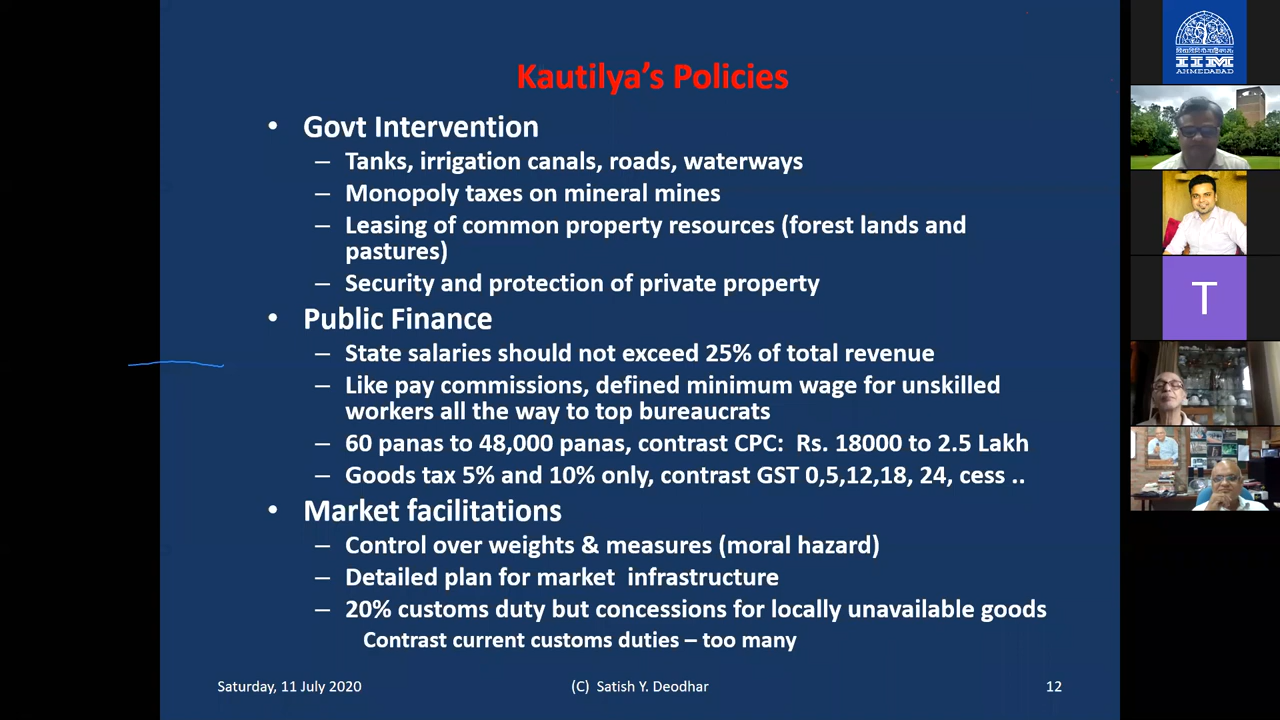 Kautilya's Policies
• Govt Intervention
– Tanks, irrigation canals, roads, waterways
– Monopoly taxes on mineral mines
– Leasing of common property resources (forest lands and
pastures)
– Security and protection of private property
• Public Finance
– State salaries should not exceed 25% of total revenue
– Like pay commissions, defined minimum wage for unskilled
workers all the way to top bureaucrats
– 60 panas to 48,000 panas, contrast CPC: Rs. 18000 to 2.5 Lakh
– Goods tax 5% and 10% only, contrast GST 0,5,12,18, 24, cess ..
• Market facilitations
– Control over weights & measures (moral hazard)
– Detailed plan for market infrastructure
– 20% customs duty but concessions for locally unavailable goods
Contrast current customs duties – too many
Saturday, 11 July 2020
(C) Satish Y. Deodhar
12
IIM
AHMEDABAD
T